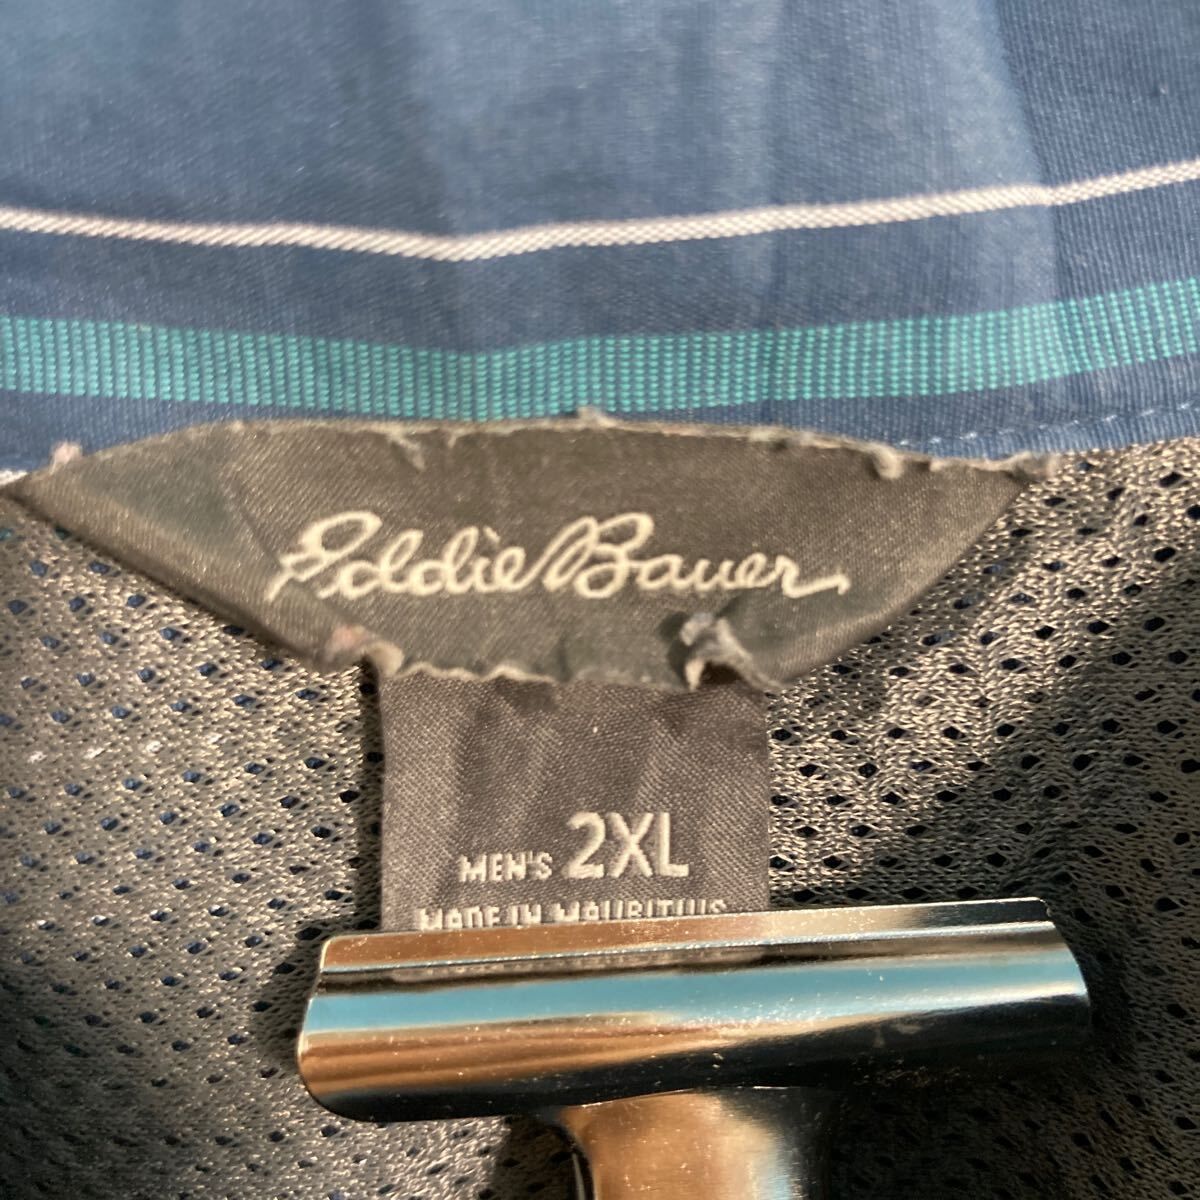 Eddie Bauer
MEN'S 2XL
MADE IN MAURITIUS